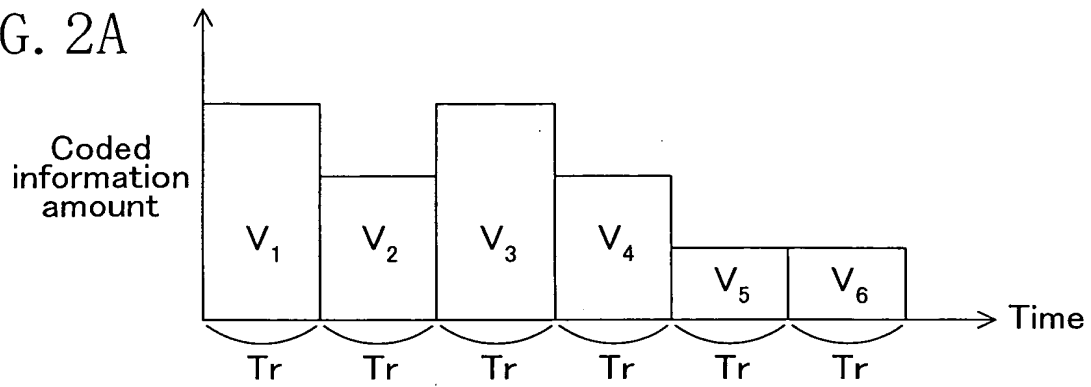 G. 2A
Coded
information
amount
V₁ V₂ V₃ V₄ V₅ V₆
Time
Tr Tr Tr Tr Tr Tr